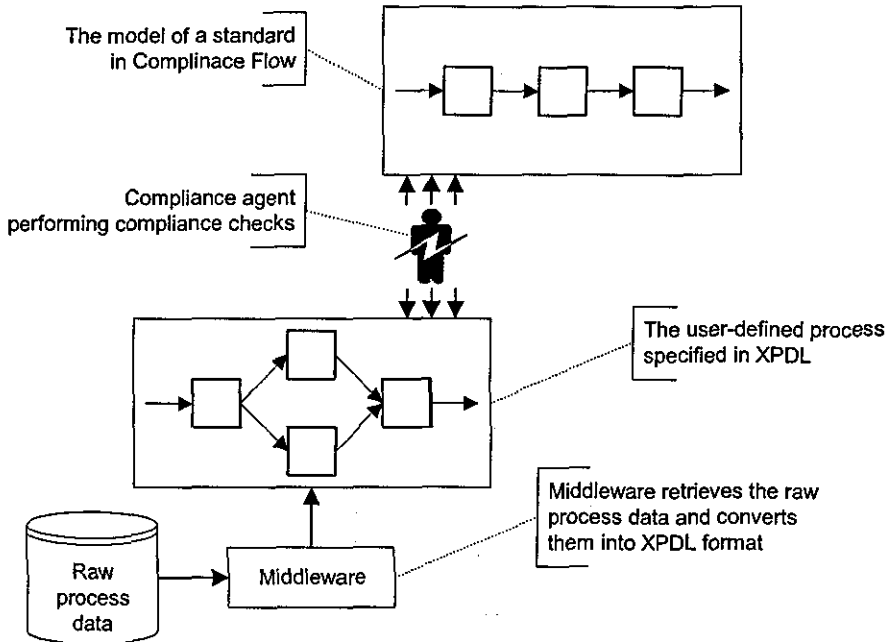 The model of a standard
in Complinace Flow
Compliance agent
performing compliance checks
The user-defined process
specified in XPDL
Middleware retrieves the raw
process data and converts
them into XPDL format
Raw
process
data
Middleware